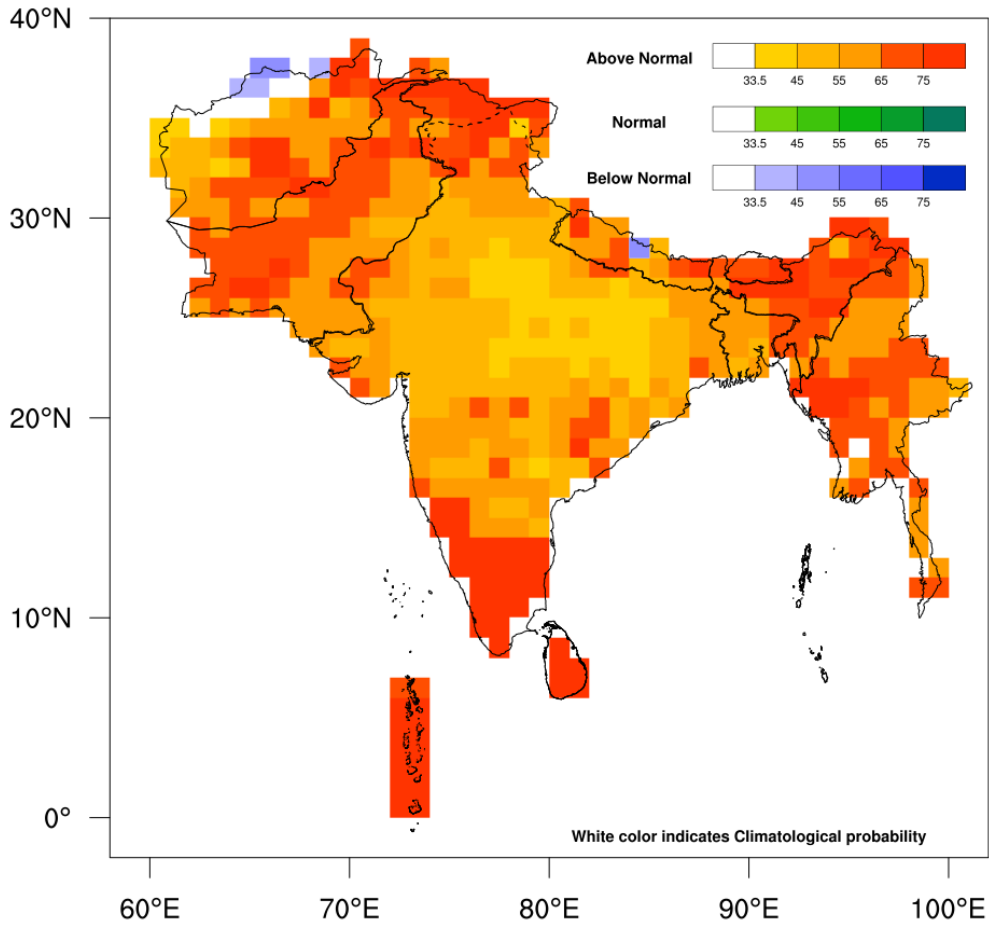 40°N
30°N
20°N
10°N
0°
60°E 70°E 80°E 90°E 100°E
Above Normal
33.5 45 55 65 75
Normal
33.5 45 55 65 75
Below Normal
33.5 45 55 65 75
White color indicates Climatological probability